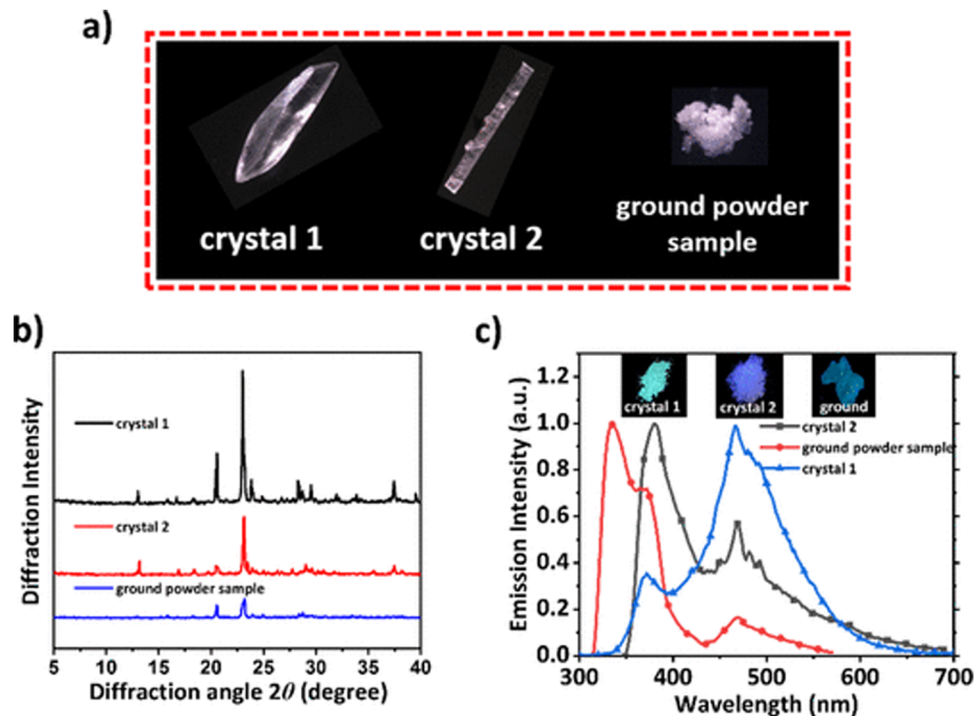 a)
crystal 1
crystal 2
ground powder
sample
b)
Diffraction Intensity
crystal 1
crystal 2
ground powder sample
5 10 15 20 25 30 35 40
Diffraction angle 2θ (degree)
c)
Emission Intensity (a.u.)
1.2
1.0
0.8
0.6
0.4
0.2
0.0
crystal 1
crystal 2
ground
crystal 2
ground powder sample
crystal 1
300 400 500 600 700
Wavelength (nm)